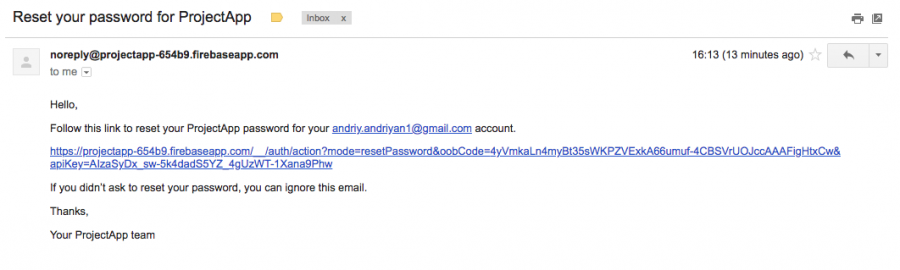 Reset your password for ProjectApp
Inbox x
noreply@projectapp-654b9.firebaseapp.com
16:13 (13 minutes ago)
to me
Hello,
Follow this link to reset your ProjectApp password for your andriy.andriyan1@gmail.com account.
https://projectapp-654b9.firebaseapp.com/__/auth/action?mode=resetPassword&oobCode=4yVmkaLn4myBt35sWKPZVExkA66umuf-4CBSVrUOJccAAAFigHtxCw&
apiKey=AIzaSyDx_sw-5k4dadS5YZ_4gUzWT-1Xana9Phw
If you didn’t ask to reset your password, you can ignore this email.
Thanks,
Your ProjectApp team